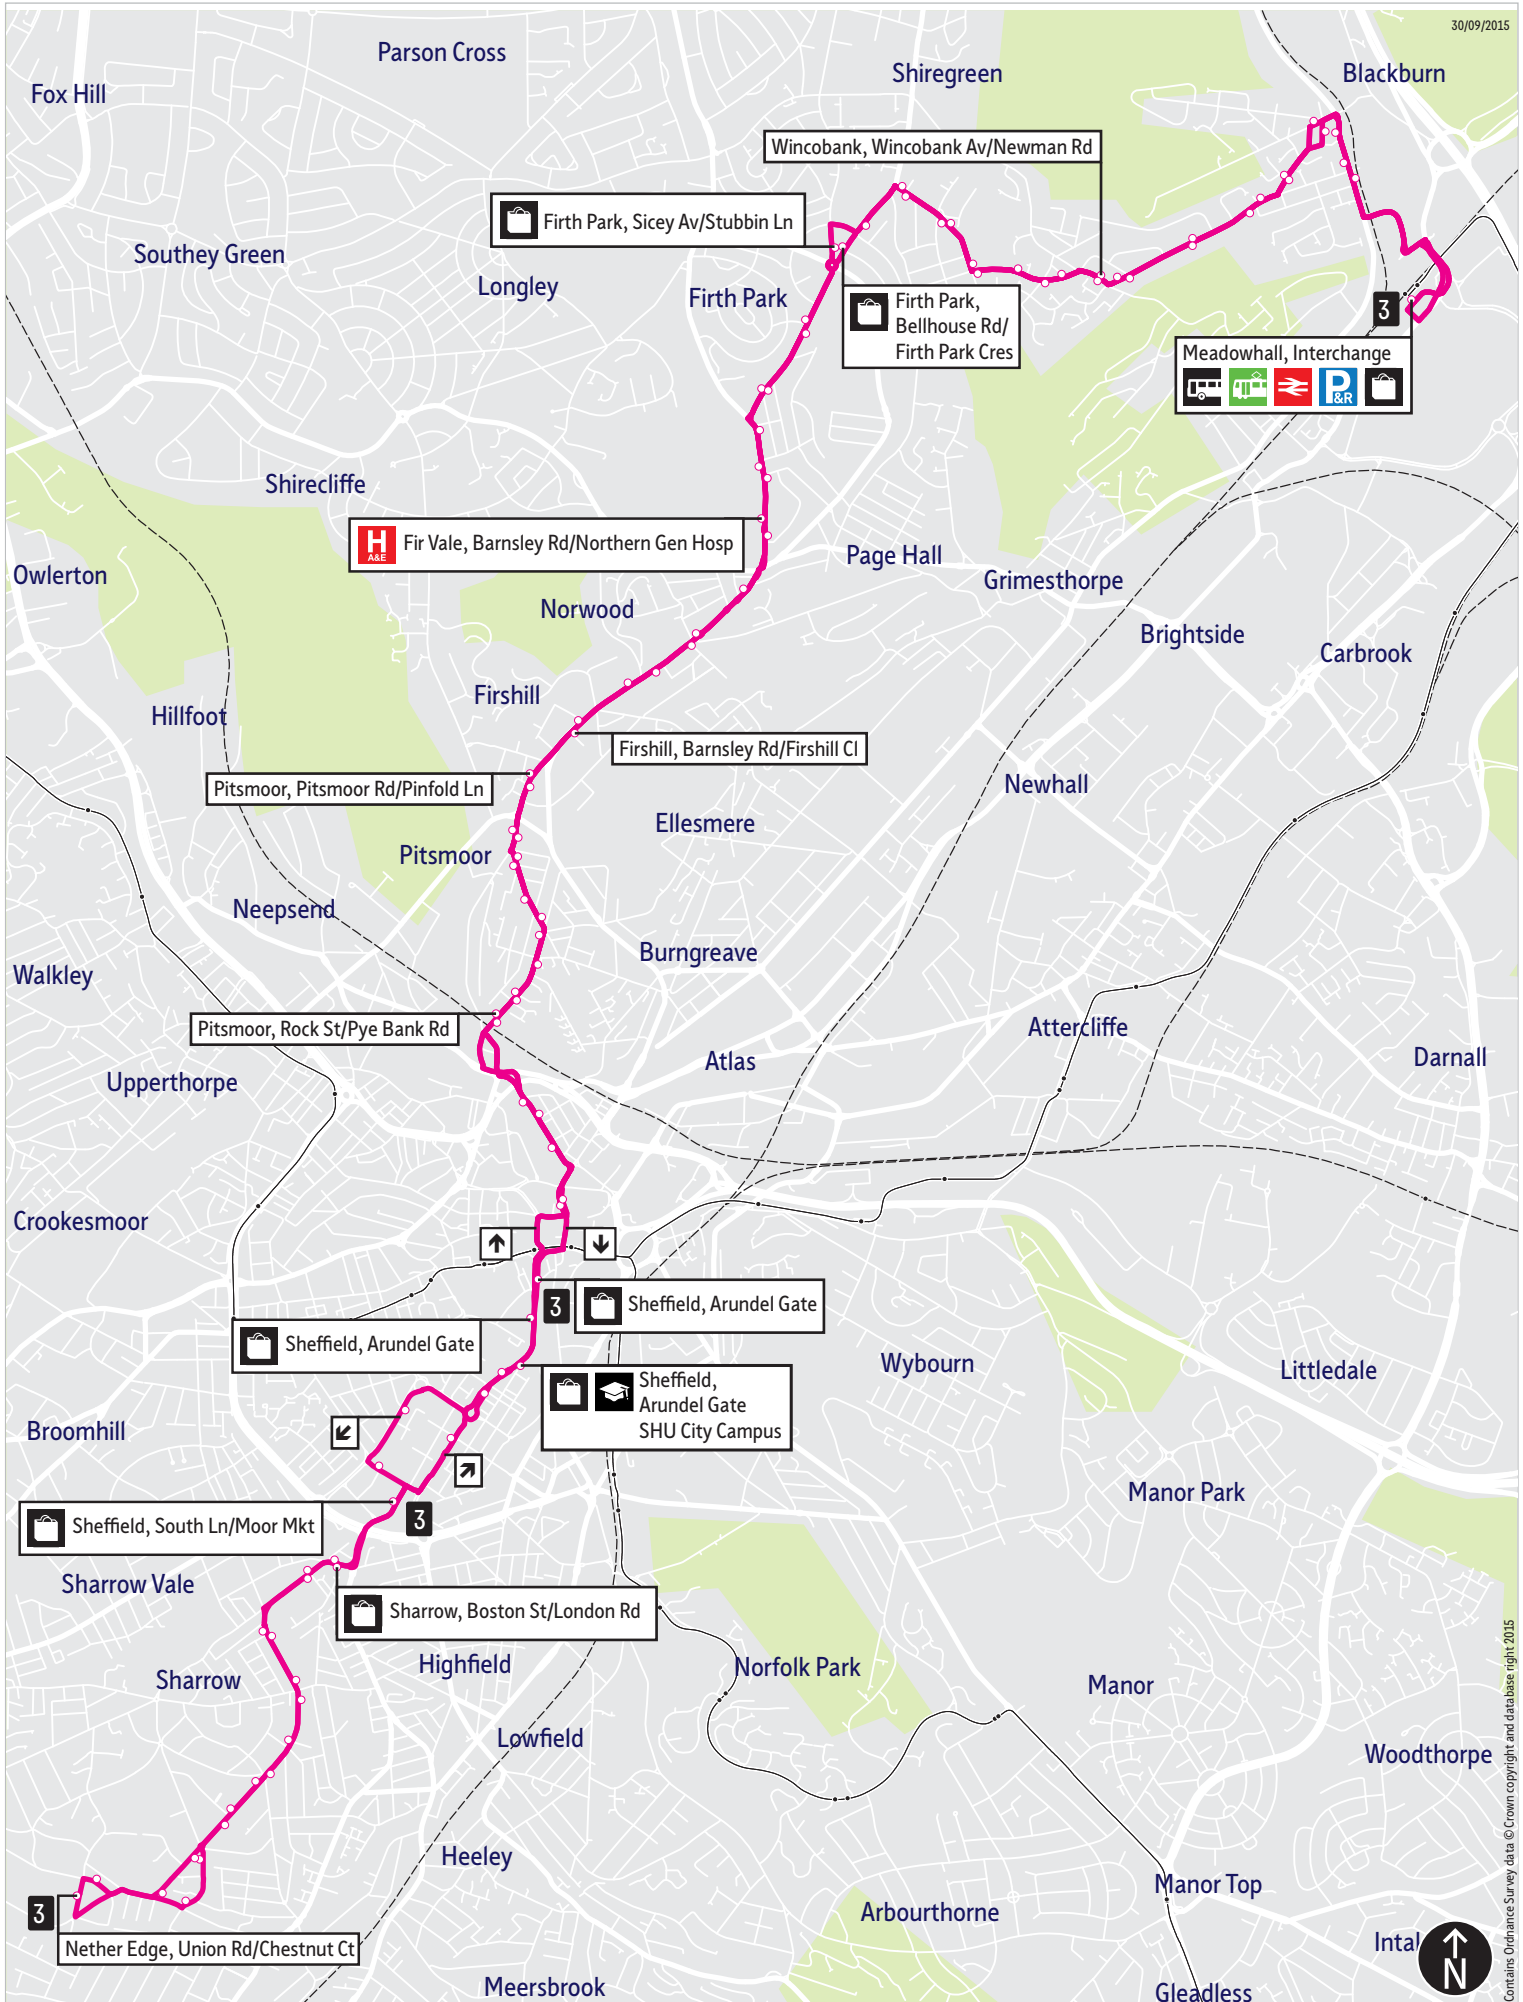 30/09/2015
Parson Cross
Shiregreen
Blackburn
Fox Hill
Wincobank, Wincobank Av/Newman Rd
Firth Park, Sicey Av/Stubbin Ln
Southey Green
Longley
Firth Park
Firth Park,
Bellhouse Rd/
Firth Park Cres
3
Meadowhall, Interchange
P
&R
Shirecliffe
H
A&E
Fir Vale, Barnsley Rd/Northern Gen Hosp
Page Hall
Owlerton
Grimesthorpe
Norwood
Brightside
Carbrook
Firshill
Hillfoot
Firshill, Barnsley Rd/Firshill Cl
Pitsmoor, Pitsmoor Rd/Pinfold Ln
Newhall
Ellesmere
Pitsmoor
Neepsend
Burngreave
Walkley
Pitsmoor, Rock St/Pye Bank Rd
Attercliffe
Atlas
Darnall
Upperthorpe
Crookesmoor
3
Sheffield, Arundel Gate
Sheffield, Arundel Gate
Wybourn
Littledale
Sheffield,
Arundel Gate
SHU City Campus
Broomhill
Manor Park
Sheffield, South Ln/Moor Mkt
3
Sharrow Vale
Sharrow, Boston St/London Rd
Highfield
Norfolk Park
Sharrow
Manor
Lowfield
Woodthorpe
Heeley
Manor Top
3
Arbourthorne
Nether Edge, Union Rd/Chestnut Ct
Intal
N
Meersbrook
Gleadless
Contains Ordnance Survey data © Crown copyright and database right 2015